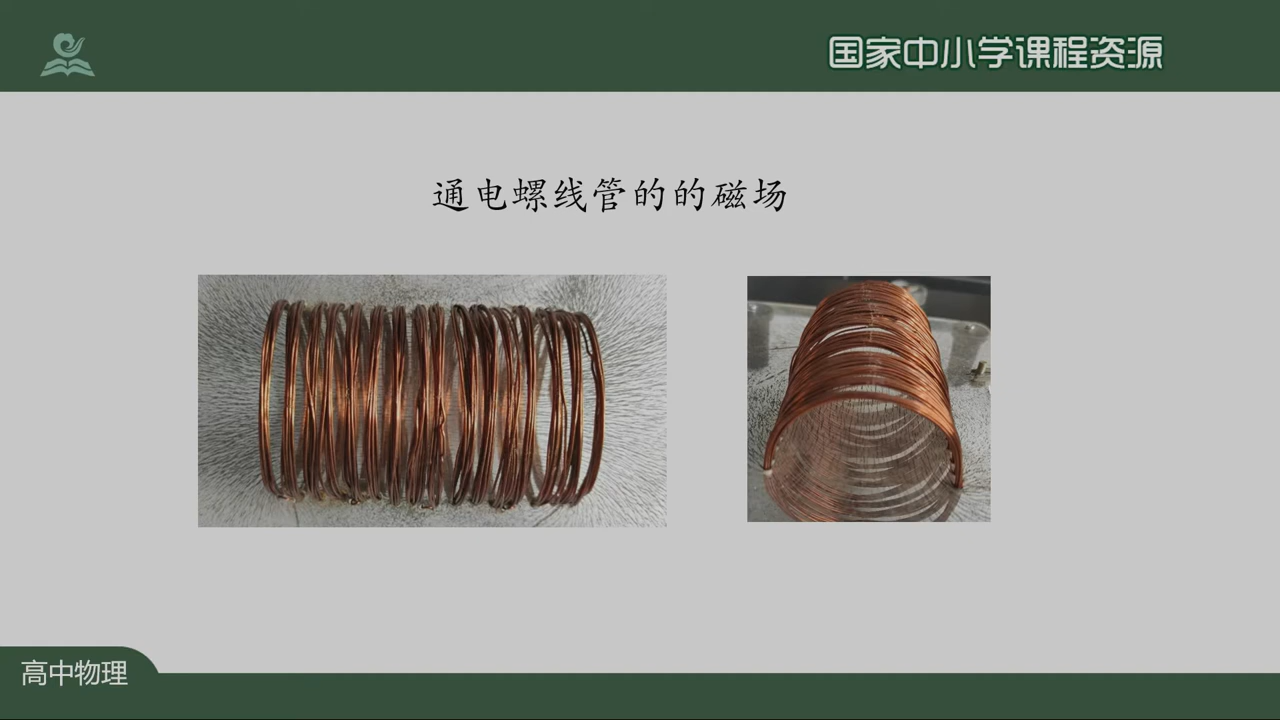 国家中小学课程资源
通电螺线管的的磁场
高中物理